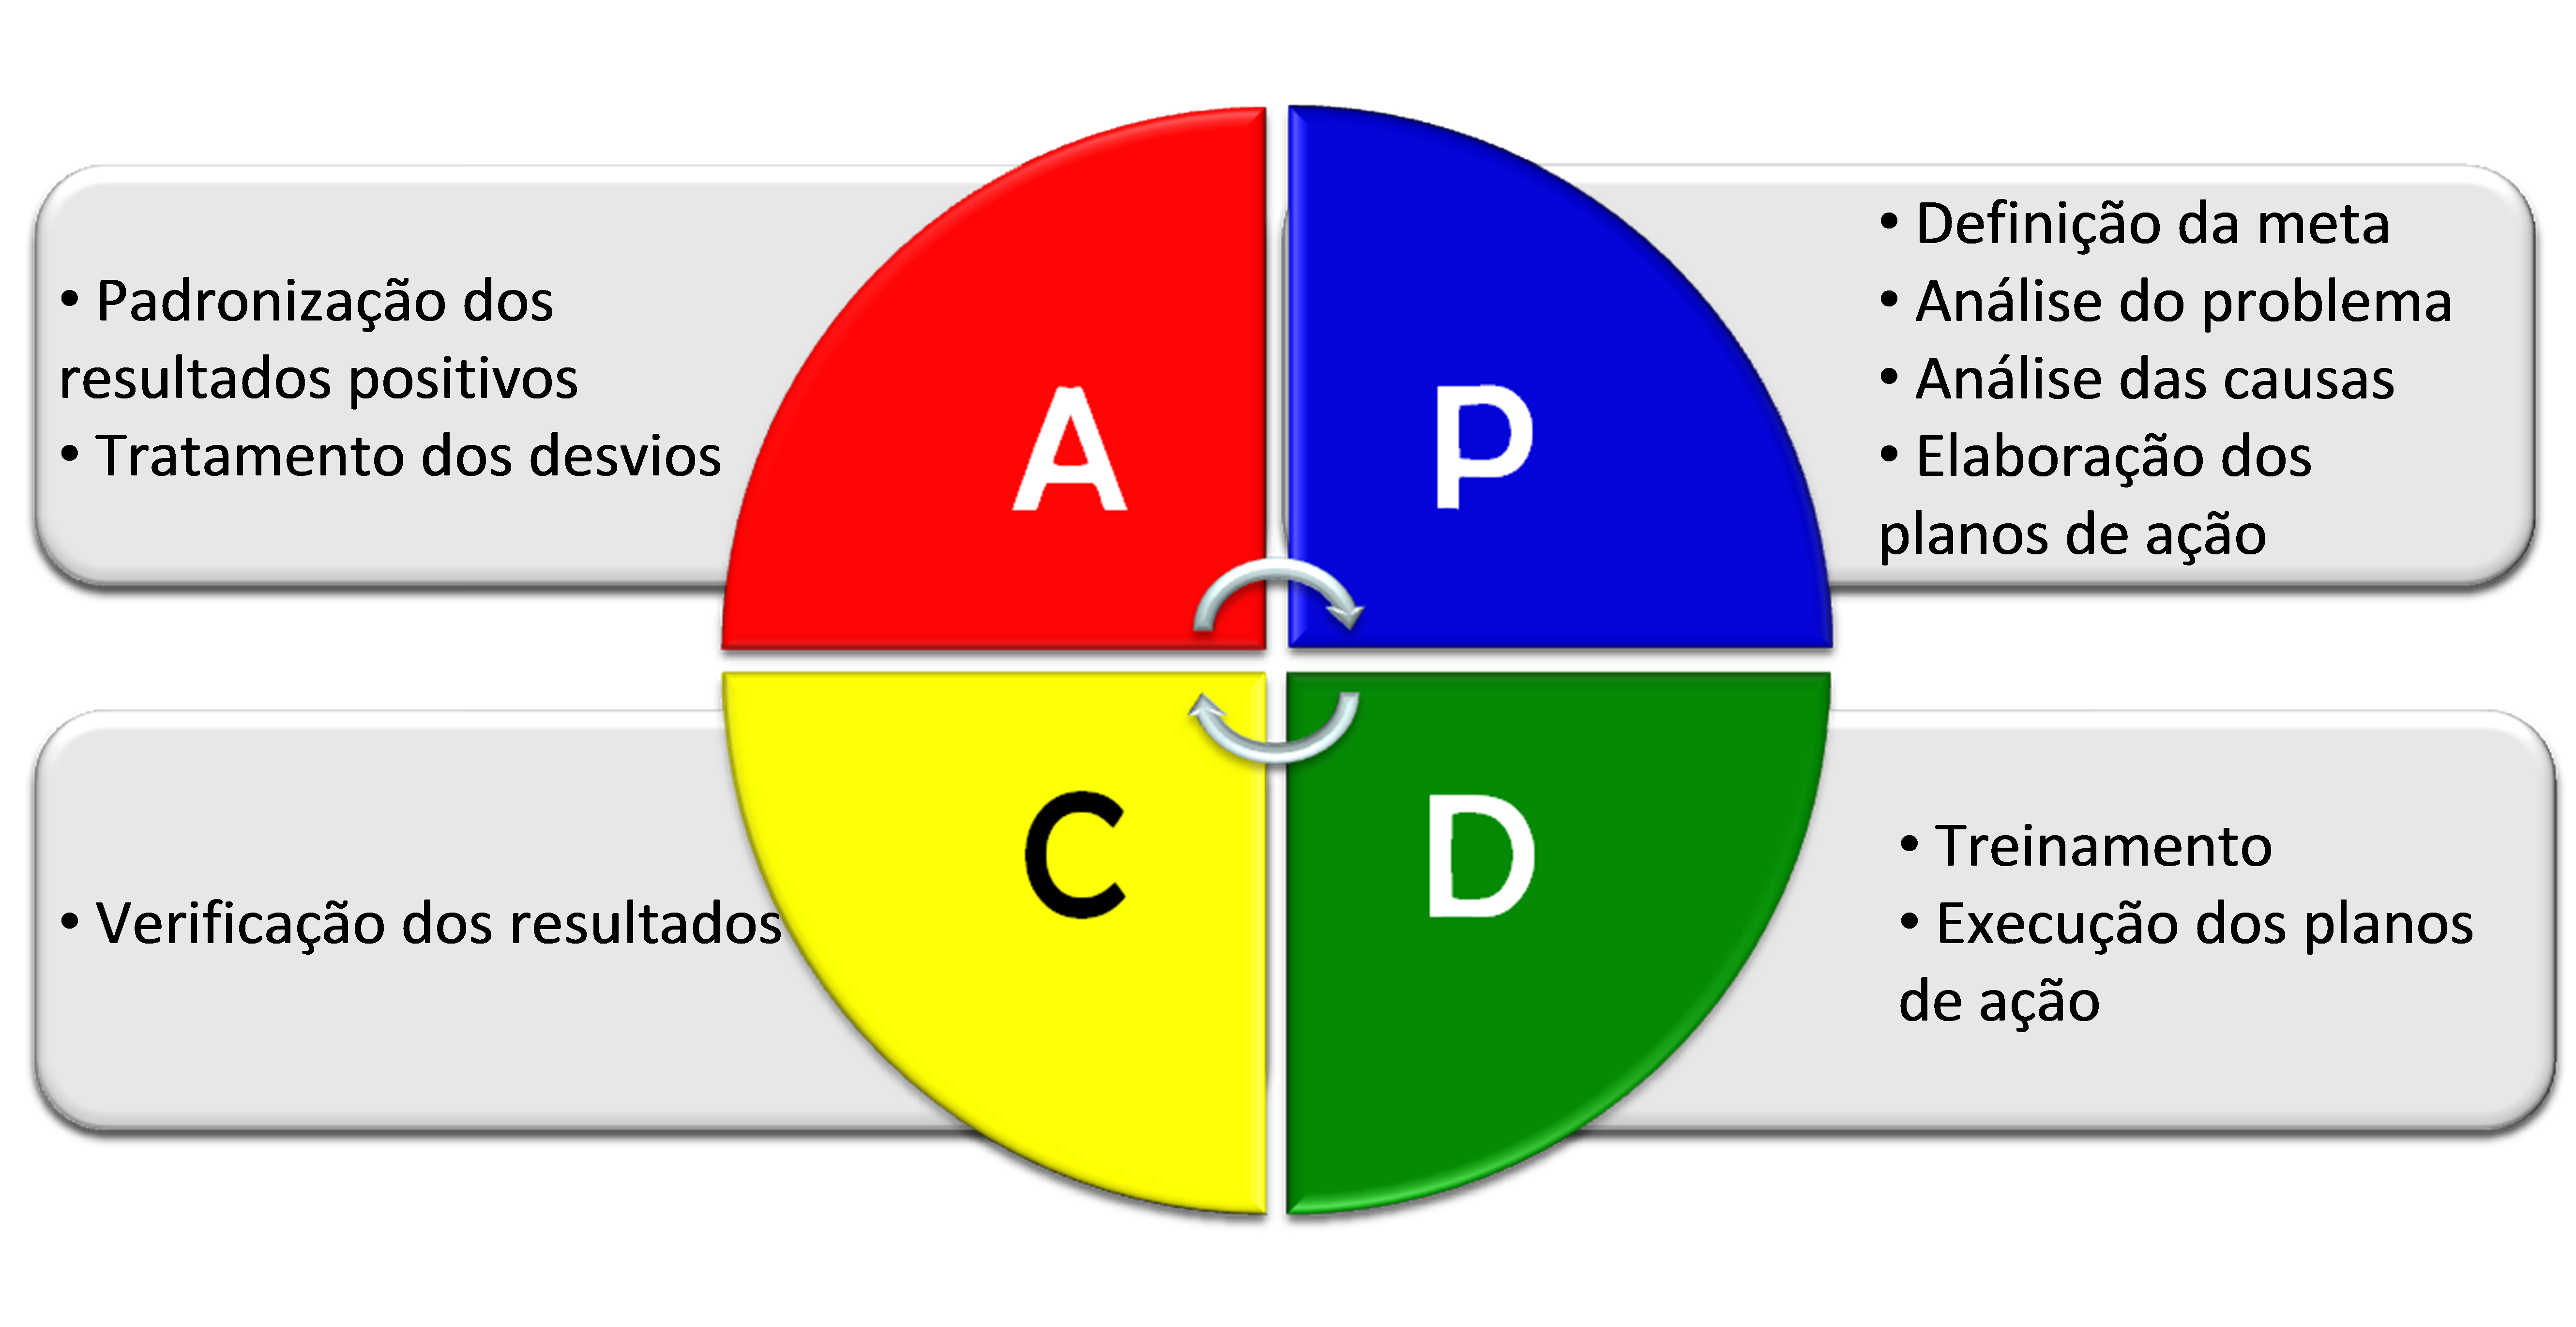 • Padronização dos
resultados positivos
• Tratamento dos desvios
A
P
• Definição da meta
• Análise do problema
• Análise das causas
• Elaboração dos
planos de ação
• Verificação dos resultados
C
D
• Treinamento
• Execução dos planos
de ação